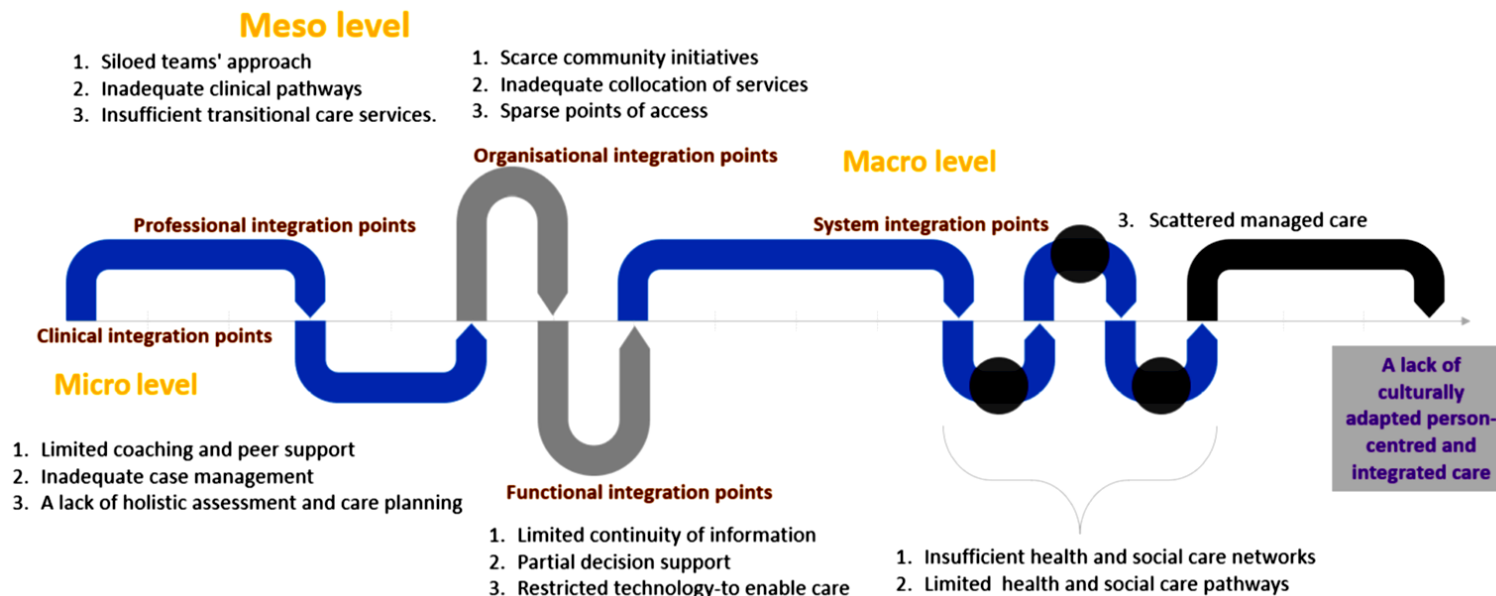 Meso level
1. Siloed teams' approach
2. Inadequate clinical pathways
3. Insufficient transitional care services.
1. Scarce community initiatives
2. Inadequate collocation of services
3. Sparse points of access
Organisational integration points
Macro level
Professional integration points
System integration points
3. Scattered managed care
Clinical integration points
Micro level
1. Limited coaching and peer support
2. Inadequate case management
3. A lack of holistic assessment and care planning
Functional integration points
1. Limited continuity of information
2. Partial decision support
3. Restricted technology-to enable care
1. Insufficient health and social care networks
2. Limited health and social care pathways
A lack of
culturally
adapted person-
centred and
integrated care